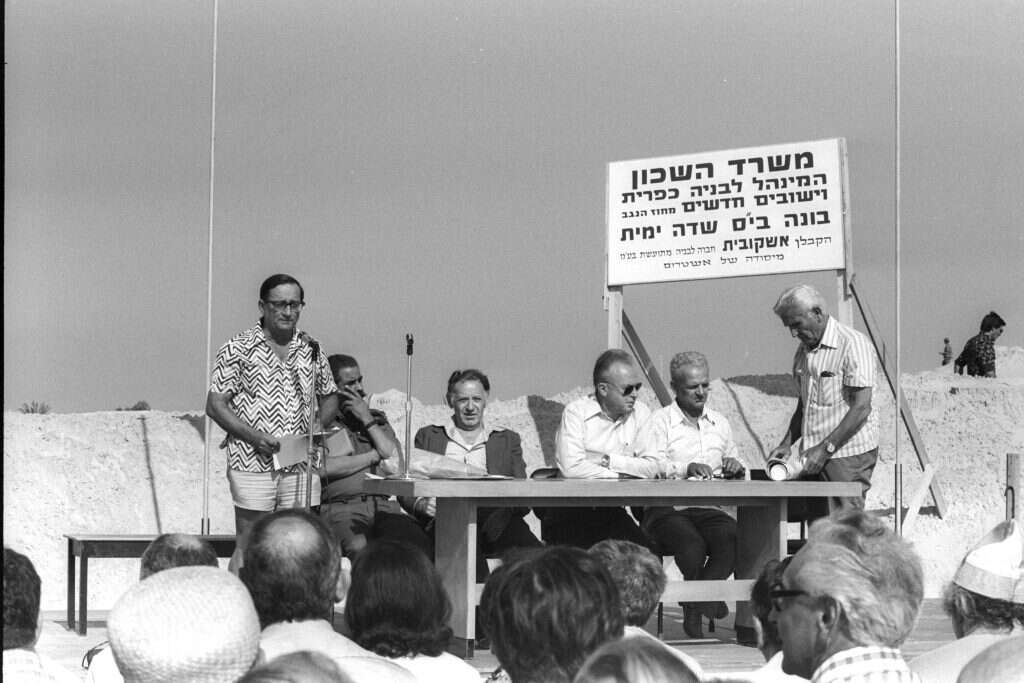 משרד השכון
המינהל לבניה כפרית
וישובים חדשים מחוז הנגב
בונה בי״ס שדה ימית
הקבלן אשקובית חברה לבניה מתועשת בע״מ
מיסודה של אשטרום